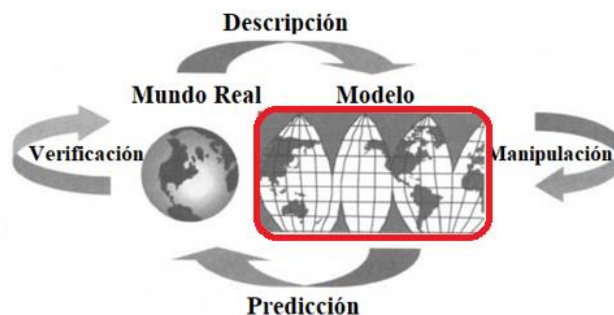 Descripción
Mundo Real
Modelo
Verificación
Manipulación
Predicción